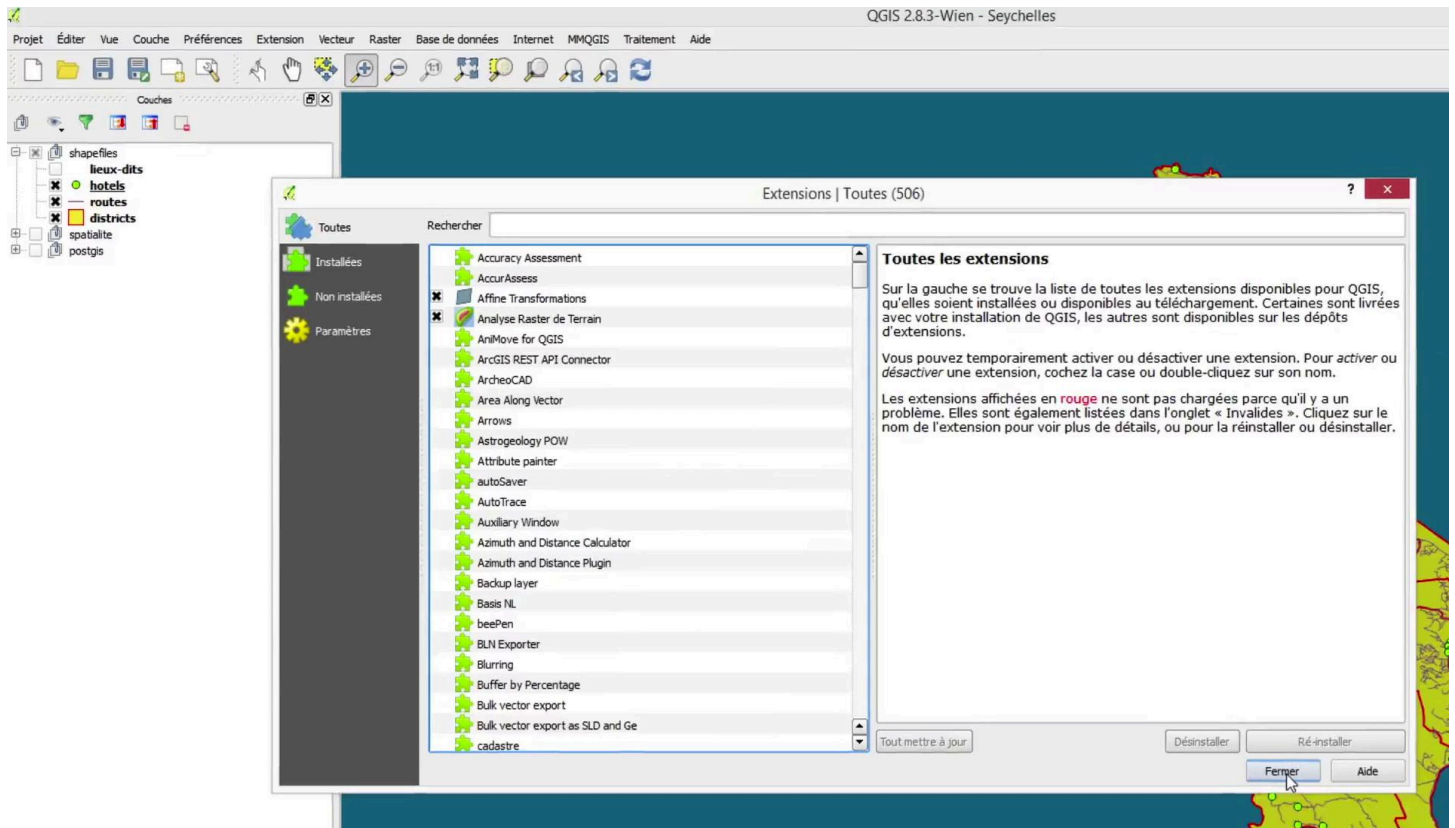 QGIS 2.8.3-Wien - Seychelles
Projet Éditer Vue Couche Préférences Extension Vecteur Raster Base de données Internet MMQGIS Traitement Aide
1:1
Couches
shapefiles
lieux-dits
hotels
routes
districts
spatialite
postgis
Extensions | Toutes (506)
? x
Toutes
Installées
Non installées
Paramètres
Rechercher
Accuracy Assessment
AccurAssess
Affine Transformations
Analyse Raster de Terrain
AniMove for QGIS
ArcGIS REST API Connector
ArcheoCAD
Area Along Vector
Arrows
Astrogeology POW
Attribute painter
autoSaver
AutoTrace
Auxiliary Window
Azimuth and Distance Calculator
Azimuth and Distance Plugin
Backup layer
Basis NL
beePen
BLN Exporter
Blurring
Buffer by Percentage
Bulk vector export
Bulk vector export as SLD and Ge
cadastre
Toutes les extensions
Sur la gauche se trouve la liste de toutes les extensions disponibles pour QGIS,
qu'elles soient installées ou disponibles au téléchargement. Certaines sont livrées
avec votre installation de QGIS, les autres sont disponibles sur les dépôts
d'extensions.
Vous pouvez temporairement activer ou désactiver une extension. Pour activer ou
désactiver une extension, cochez la case ou double-cliquez sur son nom.
Les extensions affichées en rouge ne sont pas chargées parce qu'il y a un
problème. Elles sont également listées dans l'onglet « Invalides ». Cliquez sur le
nom de l'extension pour voir plus de détails, ou pour la réinstaller ou désinstaller.
Tout mettre à jour
Désinstaller
Ré-installer
Fermer
Aide